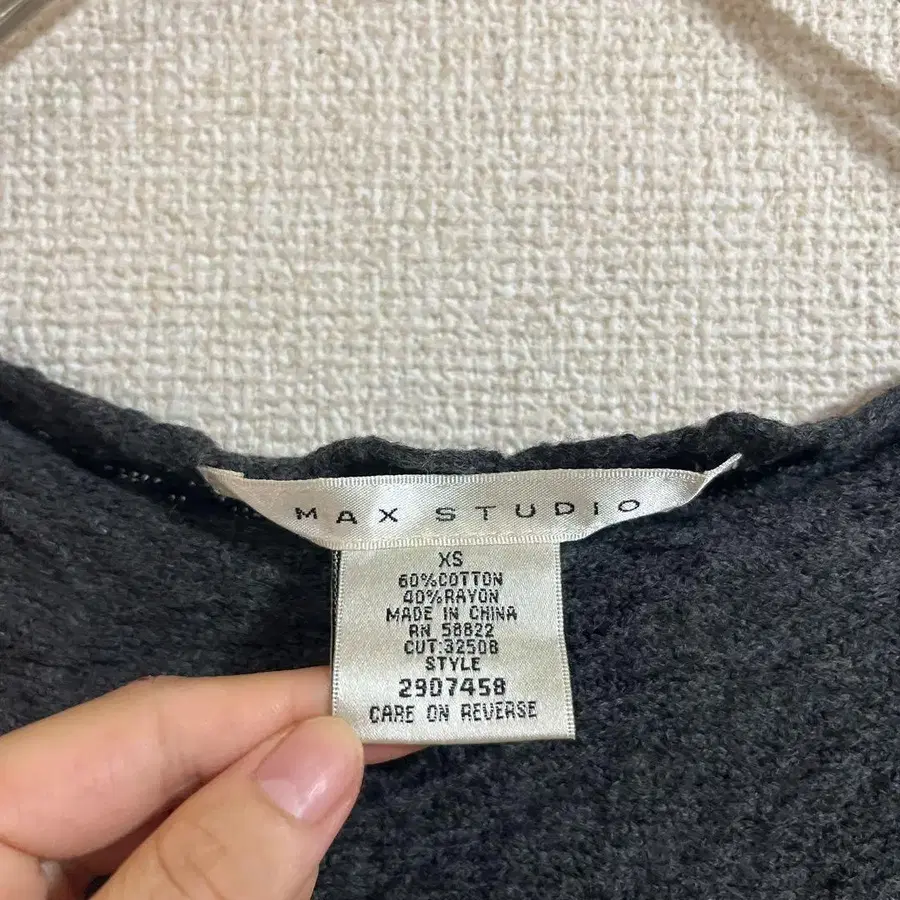 MAX STUDIO
XS
60%COTTON
40%RAYON
MADE IN CHINA
RN 58822
CUT:32508
STYLE
2907458
CARE ON REVERSE